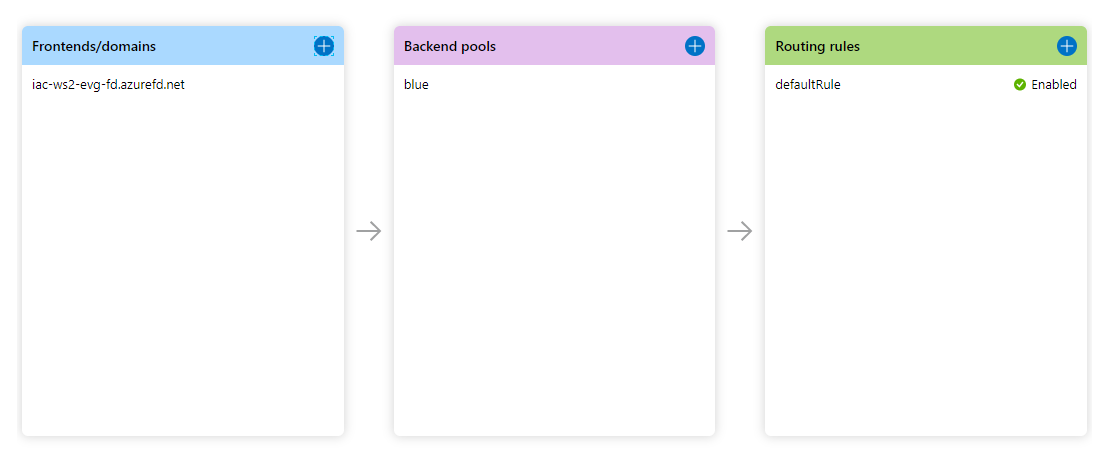 Frontends/domains
iac-ws2-evg-fd.azurefd.net
Backend pools
blue
Routing rules
defaultRule Enabled